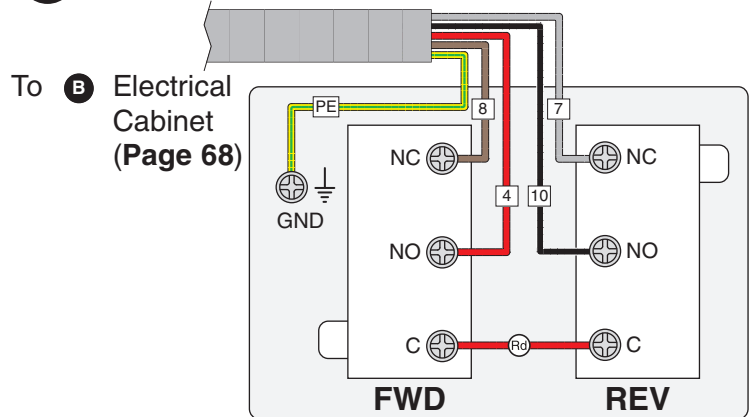 To B Electrical
Cabinet
(Page 68)
PE
8
7
NC
NC
4
10
GND
NO
NO
C
Rd
C
FWD
REV